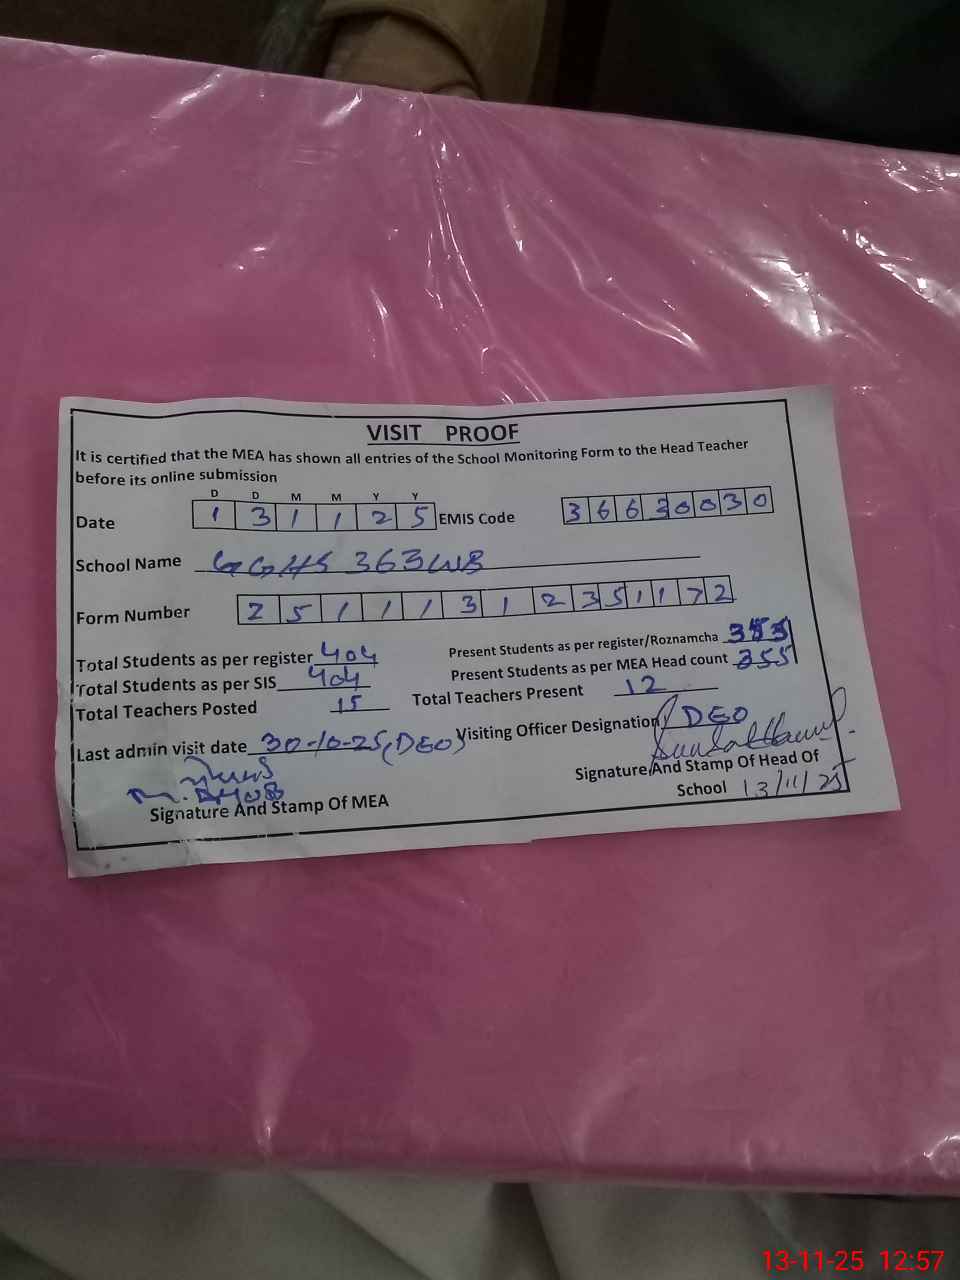 VISIT PROOF
It is certified that the MEA has shown all entries of the School Monitoring Form to the Head Teacher
before its online submission
D D M M Y Y
Date 1 3 1 1 2 5 EMIS Code 3 6 6 3 0 0 3 0
School Name GGHS 363WB
Form Number 2 5 1 1 1 3 1 2 3 5 1 1 7 2
Total Students as per register 404 Present Students as per register/Roznamcha
Total Students as per SIS 404 Present Students as per MEA Head count 355
Total Teachers Posted 15 Total Teachers Present 12
Last admin visit date 30-10-25 (DEO) Visiting Officer Designation DEO
M. AYUB
Signature And Stamp Of MEA
Signature And Stamp Of Head Of
School 13/11/25
13-11-25 12:57